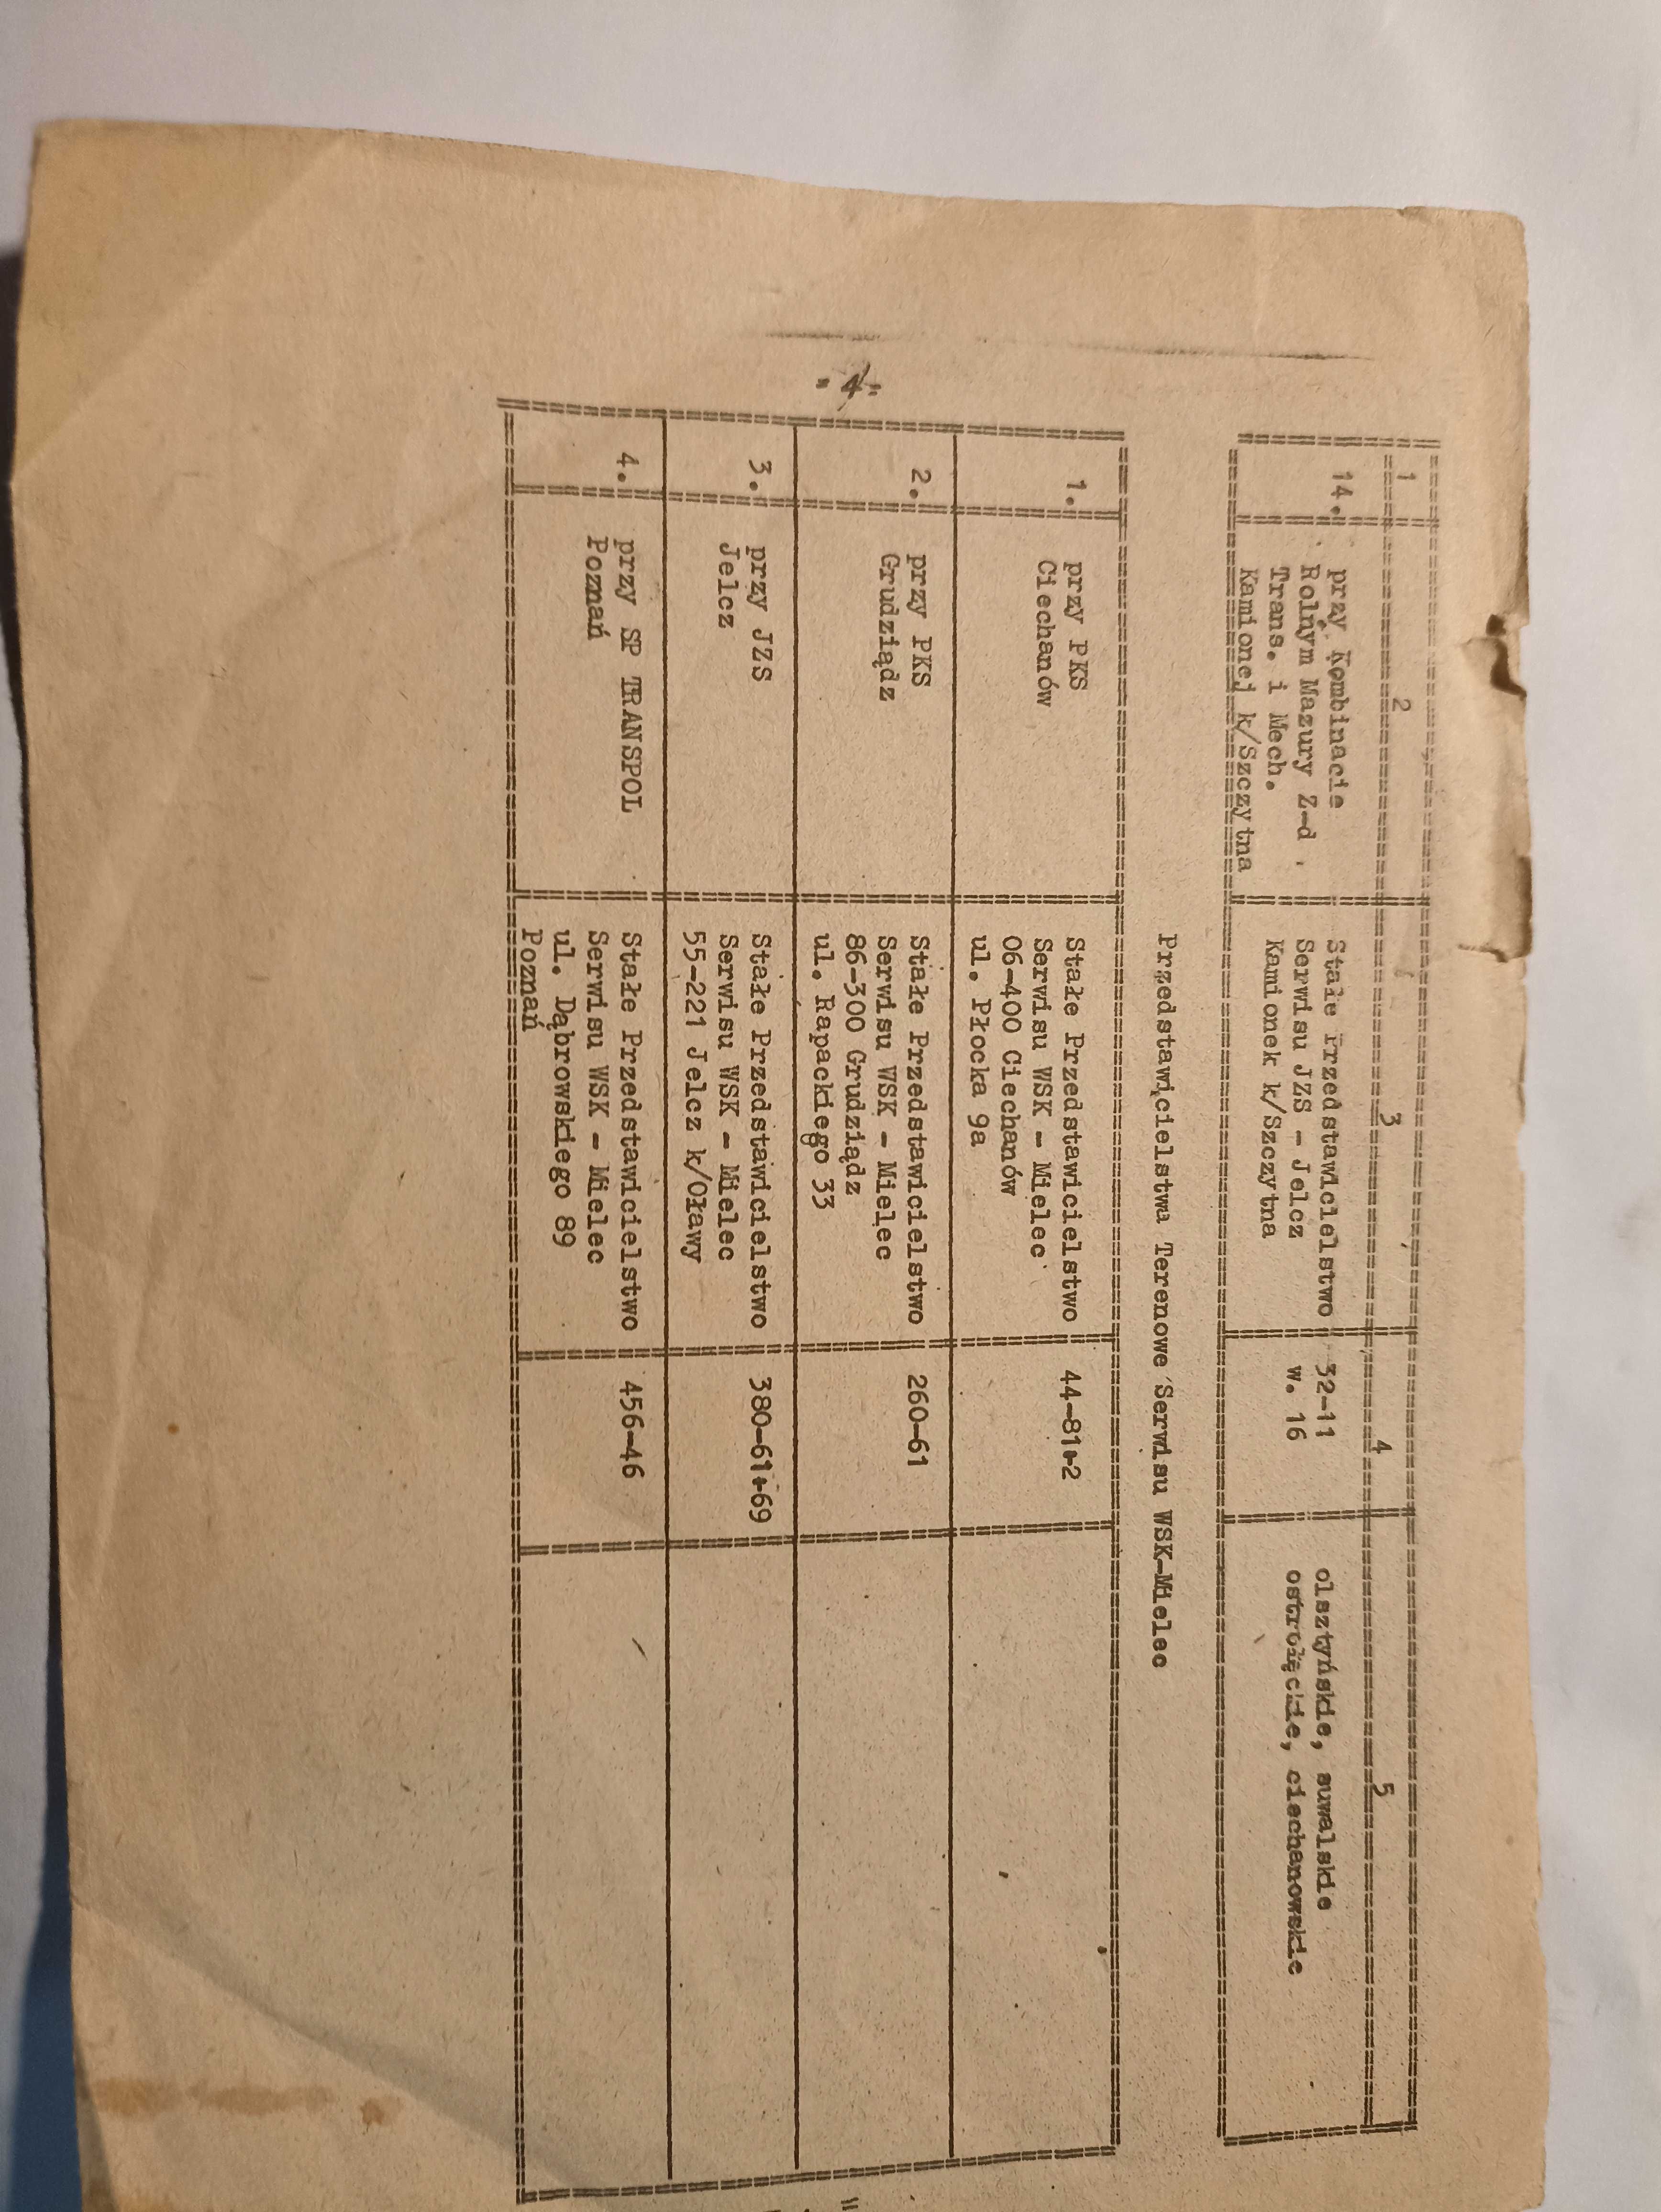 - 4 -
1 2 3 4 5
14. przy Kombinacie Stałe Przedstawicielstwo 32-11 olsztyńskie, suwalskie
Rolnym Mazury Z-d Serwisu JZS - Jelcz w. 16 ostrołęckie, ciechanowskie
Trans. i Mech. Kamionek k/Szczytna
Kamionej k/Szczytna
Przedstawicielstwa Terenowe Serwisu WSK-Mielec
1. przy PKS Stałe Przedstawicielstwo 44-81+2
Ciechanów Serwisu WSK - Mielec
06-400 Ciechanów
ul. Płocka 9a
2. przy PKS Stałe Przedstawicielstwo 260-61
Grudziądz Serwisu WSK - Mielec
86-300 Grudziądz
ul. Rapackiego 33
3. przy JZS Stałe Przedstawicielstwo 380-61+69
Jelcz Serwisu WSK - Mielec
55-221 Jelcz k/Oławy
4. przy SP TRANSPOL Stałe Przedstawicielstwo 456-46
Poznań Serwisu WSK - Mielec
ul. Dąbrowskiego 89
Poznań